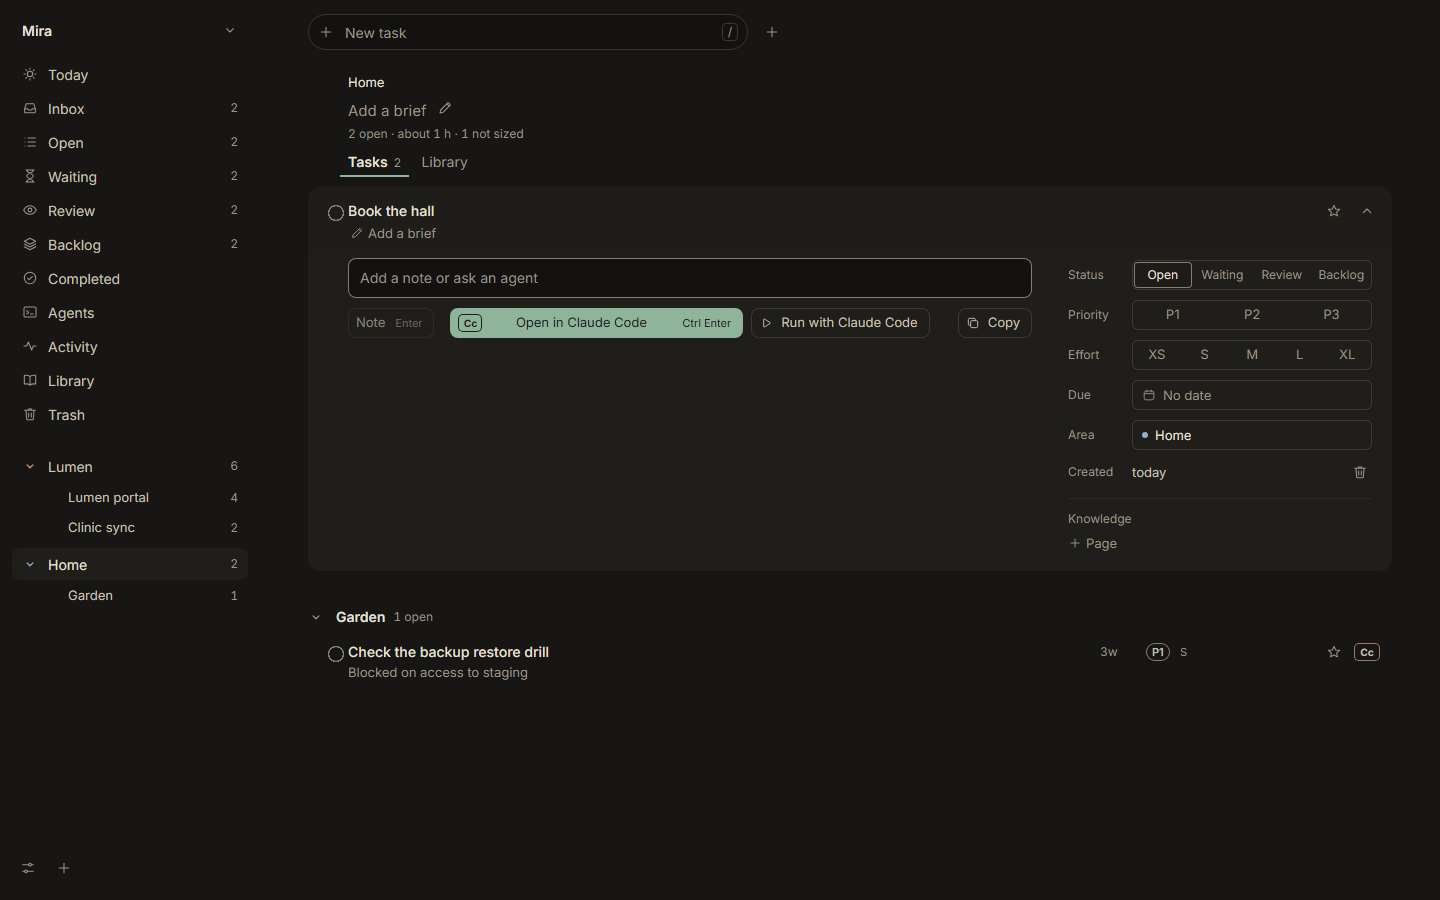 Mira
Today
Inbox 2
Open 2
Waiting 2
Review 2
Backlog 2
Completed
Agents
Activity
Library
Trash
Lumen 6
Lumen portal 4
Clinic sync 2
Home 2
Garden 1
New task /
Home
Add a brief
2 open · about 1 h · 1 not sized
Tasks 2 Library
Book the hall
Add a brief
Add a note or ask an agent
Note Enter Cc Open in Claude Code Ctrl Enter Run with Claude Code Copy
Status Open Waiting Review Backlog
Priority P1 P2 P3
Effort XS S M L XL
Due No date
Area Home
Created today
Knowledge
Page
Garden 1 open
Check the backup restore drill 3w P1 S Cc
Blocked on access to staging